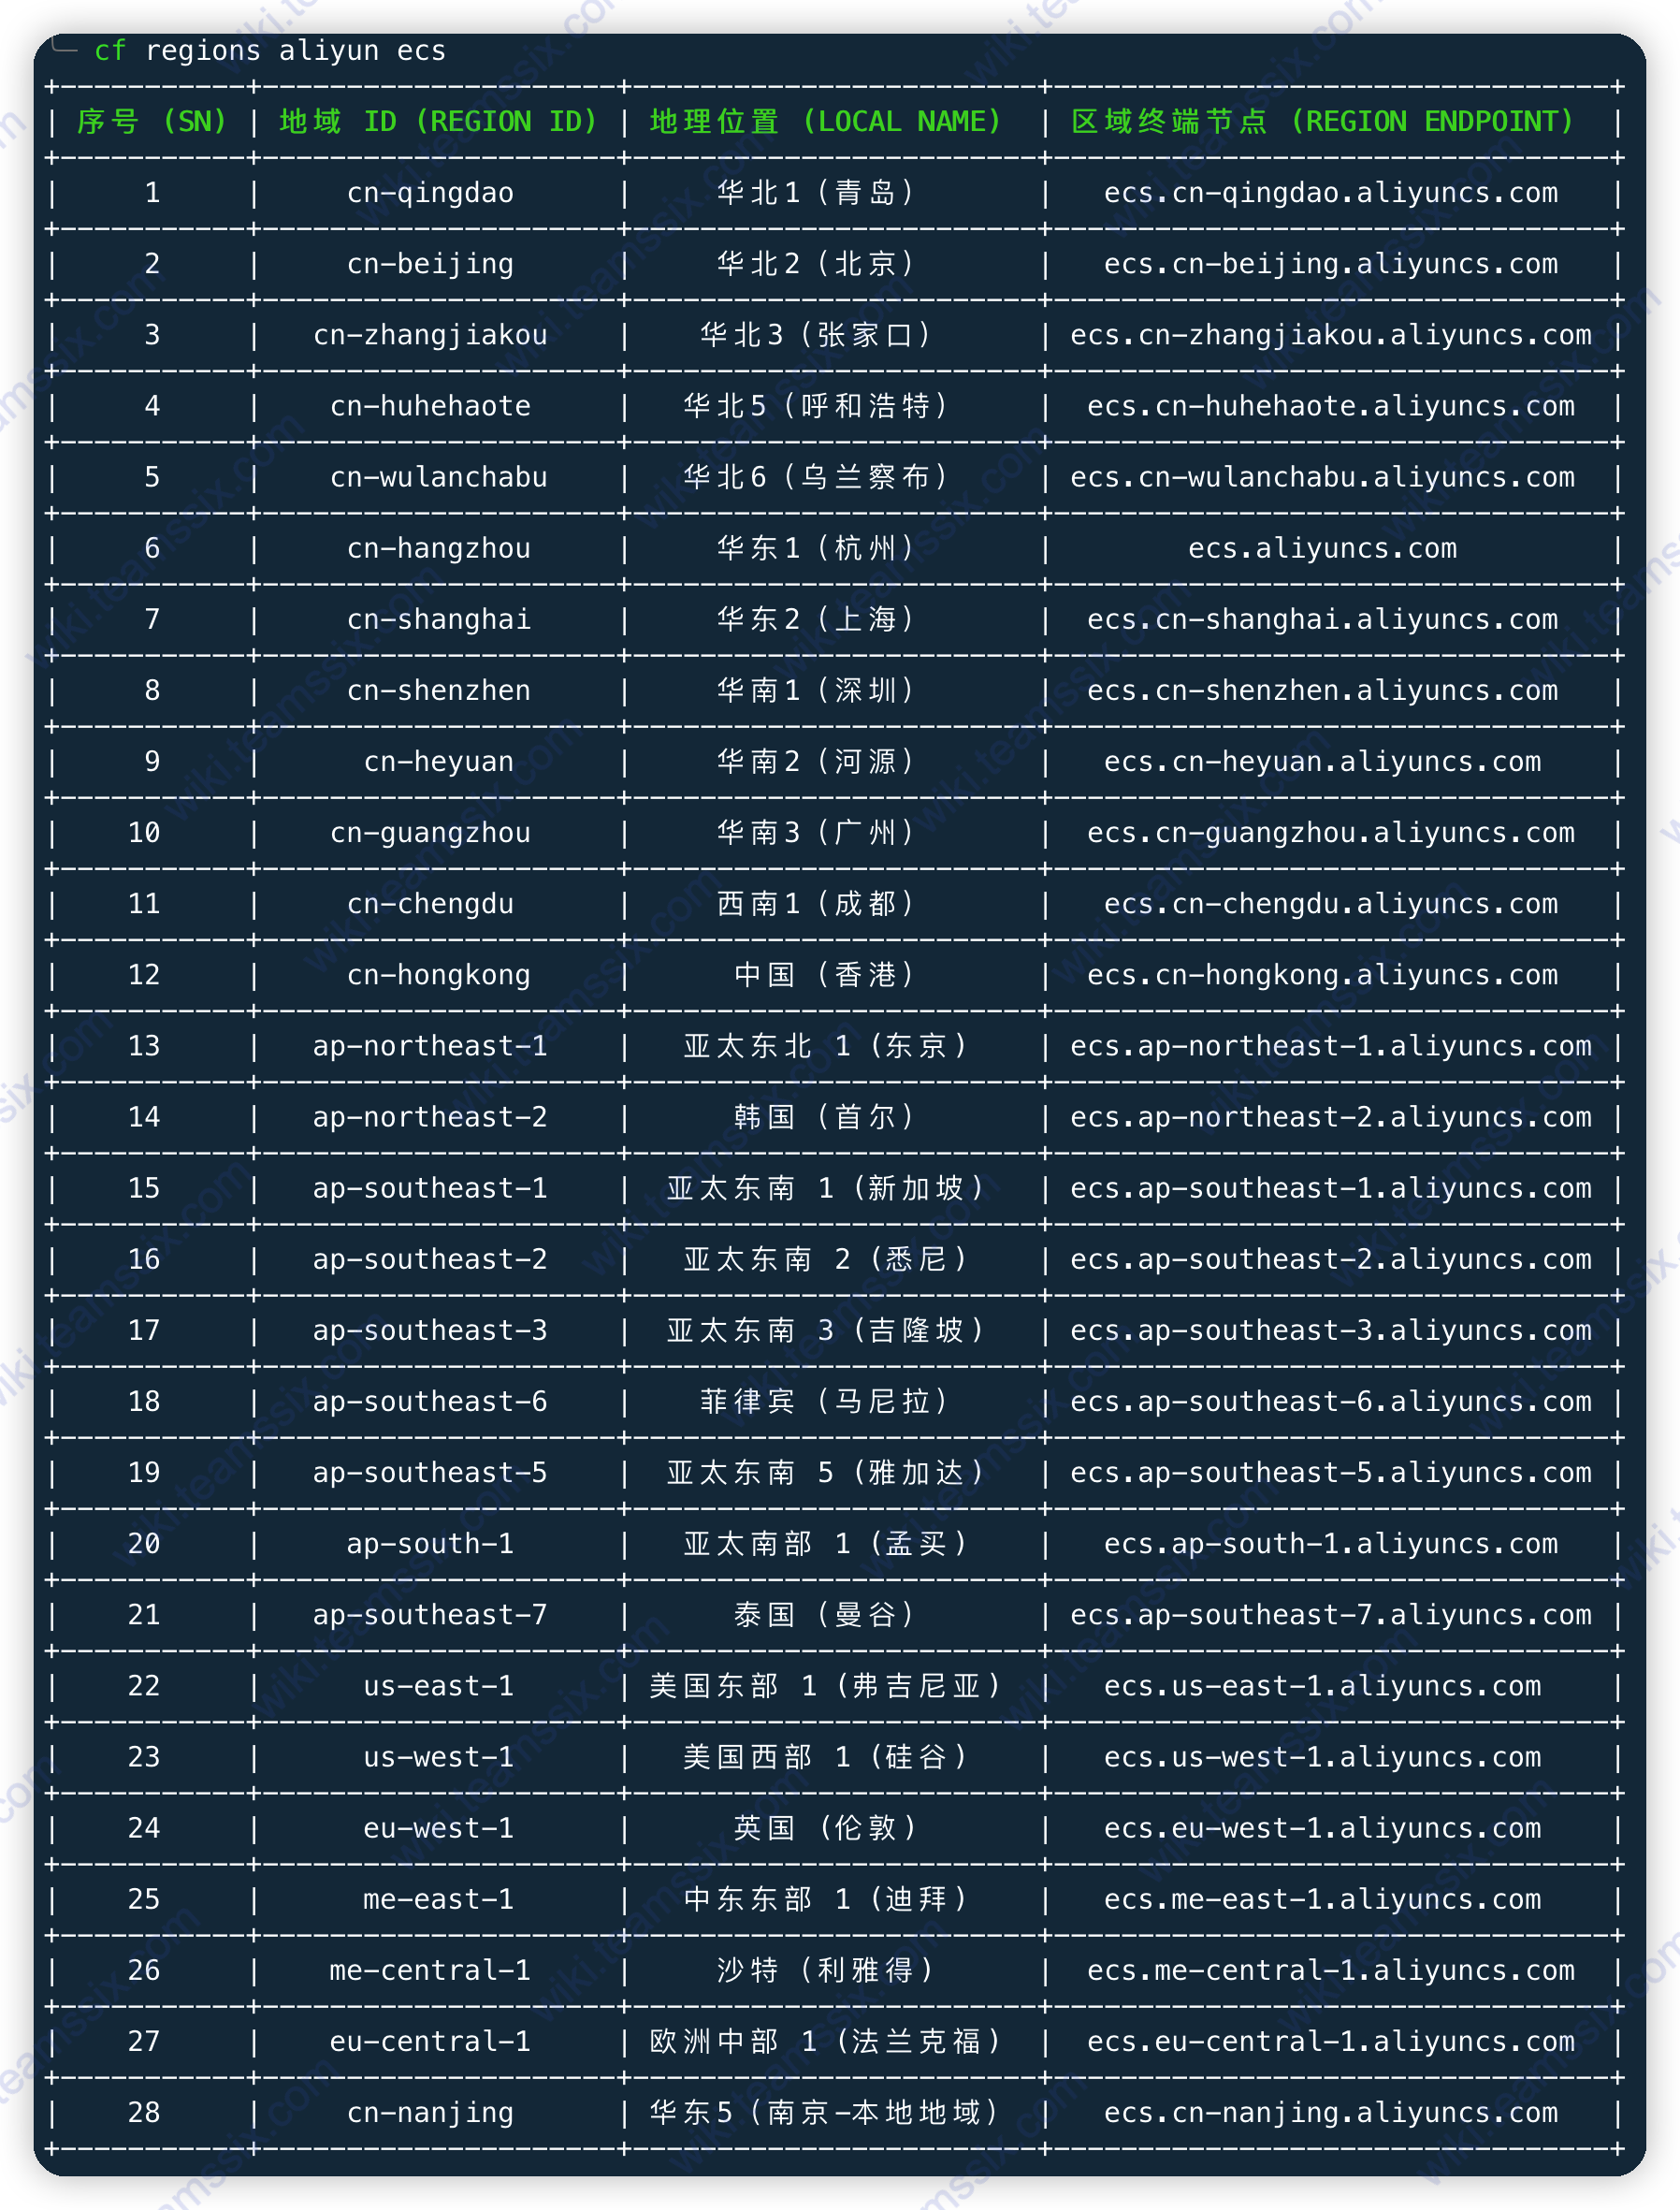 cf regions aliyun ecs
序号 (SN) | 地域 ID (REGION ID) | 地理位置 (LOCAL NAME) | 区域终端节点 (REGION ENDPOINT)
1 | cn-qingdao | 华北1（青岛） | ecs.cn-qingdao.aliyuncs.com
2 | cn-beijing | 华北2（北京） | ecs.cn-beijing.aliyuncs.com
3 | cn-zhangjiakou | 华北3（张家口） | ecs.cn-zhangjiakou.aliyuncs.com
4 | cn-huhehaote | 华北5（呼和浩特） | ecs.cn-huhehaote.aliyuncs.com
5 | cn-wulanchabu | 华北6（乌兰察布） | ecs.cn-wulanchabu.aliyuncs.com
6 | cn-hangzhou | 华东1（杭州） | ecs.aliyuncs.com
7 | cn-shanghai | 华东2（上海） | ecs.cn-shanghai.aliyuncs.com
8 | cn-shenzhen | 华南1（深圳） | ecs.cn-shenzhen.aliyuncs.com
9 | cn-heyuan | 华南2（河源） | ecs.cn-heyuan.aliyuncs.com
10 | cn-guangzhou | 华南3（广州） | ecs.cn-guangzhou.aliyuncs.com
11 | cn-chengdu | 西南1（成都） | ecs.cn-chengdu.aliyuncs.com
12 | cn-hongkong | 中国（香港） | ecs.cn-hongkong.aliyuncs.com
13 | ap-northeast-1 | 亚太东北 1 (东京) | ecs.ap-northeast-1.aliyuncs.com
14 | ap-northeast-2 | 韩国（首尔） | ecs.ap-northeast-2.aliyuncs.com
15 | ap-southeast-1 | 亚太东南 1 (新加坡) | ecs.ap-southeast-1.aliyuncs.com
16 | ap-southeast-2 | 亚太东南 2 (悉尼) | ecs.ap-southeast-2.aliyuncs.com
17 | ap-southeast-3 | 亚太东南 3 (吉隆坡) | ecs.ap-southeast-3.aliyuncs.com
18 | ap-southeast-6 | 菲律宾（马尼拉） | ecs.ap-southeast-6.aliyuncs.com
19 | ap-southeast-5 | 亚太东南 5 (雅加达) | ecs.ap-southeast-5.aliyuncs.com
20 | ap-south-1 | 亚太南部 1 (孟买) | ecs.ap-south-1.aliyuncs.com
21 | ap-southeast-7 | 泰国（曼谷） | ecs.ap-southeast-7.aliyuncs.com
22 | us-east-1 | 美国东部 1 (弗吉尼亚) | ecs.us-east-1.aliyuncs.com
23 | us-west-1 | 美国西部 1 (硅谷) | ecs.us-west-1.aliyuncs.com
24 | eu-west-1 | 英国 (伦敦) | ecs.eu-west-1.aliyuncs.com
25 | me-east-1 | 中东东部 1 (迪拜) | ecs.me-east-1.aliyuncs.com
26 | me-central-1 | 沙特 (利雅得) | ecs.me-central-1.aliyuncs.com
27 | eu-central-1 | 欧洲中部 1 (法兰克福) | ecs.eu-central-1.aliyuncs.com
28 | cn-nanjing | 华东5（南京-本地地域） | ecs.cn-nanjing.aliyuncs.com
wiki.teamssix.com